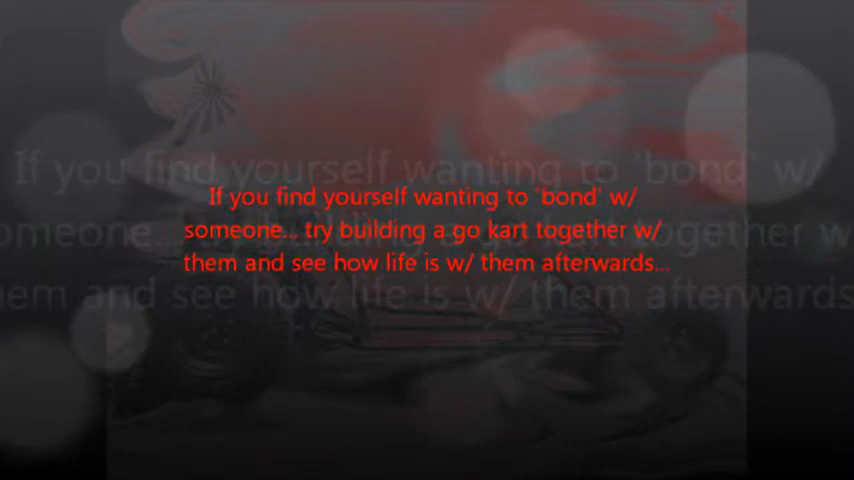 If you find yourself wanting to 'bond' w/
someone... try building a go kart together w/
them and see how life is w/ them afterwards...